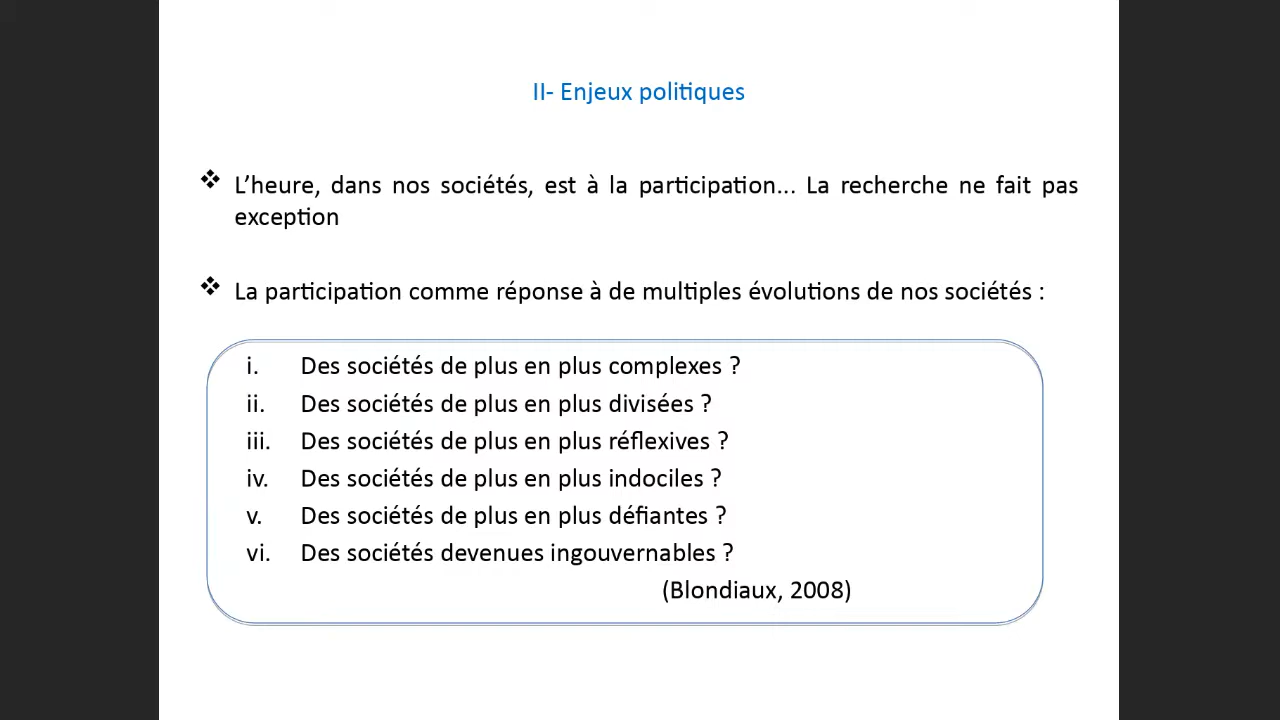 II- Enjeux politiques
❖ L’heure, dans nos sociétés, est à la participation... La recherche ne fait pas
exception
❖ La participation comme réponse à de multiples évolutions de nos sociétés :
i. Des sociétés de plus en plus complexes ?
ii. Des sociétés de plus en plus divisées ?
iii. Des sociétés de plus en plus réflexives ?
iv. Des sociétés de plus en plus indociles ?
v. Des sociétés de plus en plus défiantes ?
vi. Des sociétés devenues ingouvernables ?
(Blondiaux, 2008)